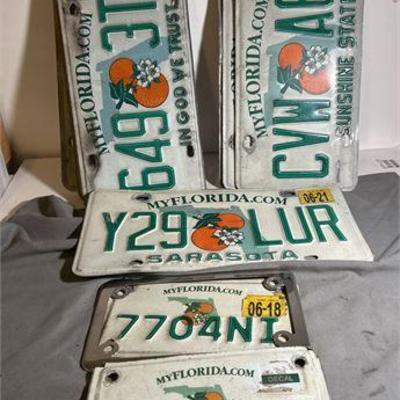 MYFLORIDA.COM
649 3T
IN GOD WE TRUST
MYFLORIDA.COM
CVW A
SUNSHINE STATE
MYFLORIDA.COM
06-21
Y29 LUR
SARASOTA
MYFLORIDA.COM
06-18
7704NI
MYFLORIDA.COM
DECAL